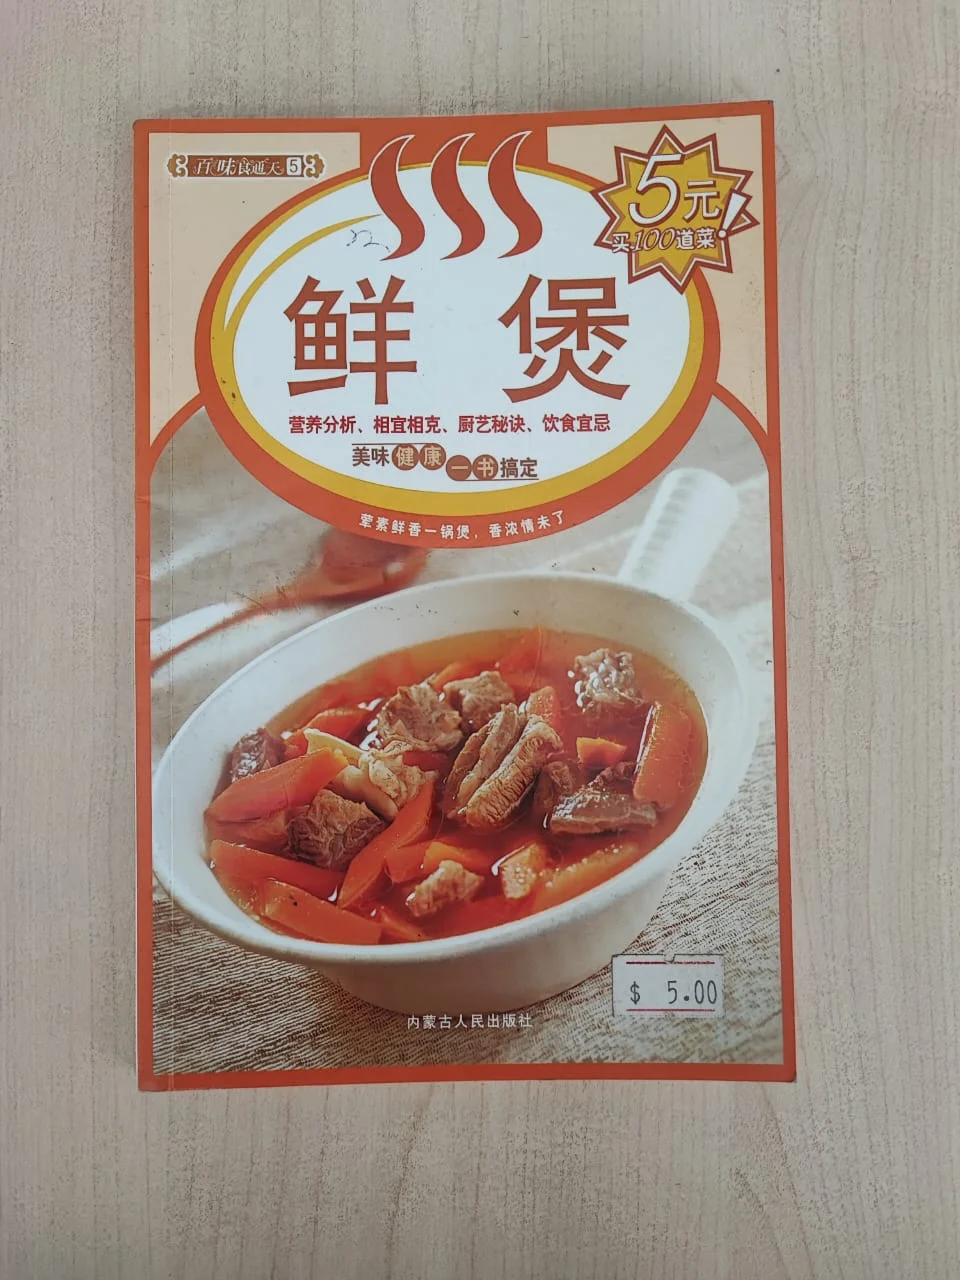 百味食通天5
5元
买100道菜!
鲜煲
营养分析、相宜相克、厨艺秘诀、饮食宜忌
美味健康一书搞定
荤素鲜香一锅煲，香浓情未了
$ 5.00
内蒙古人民出版社